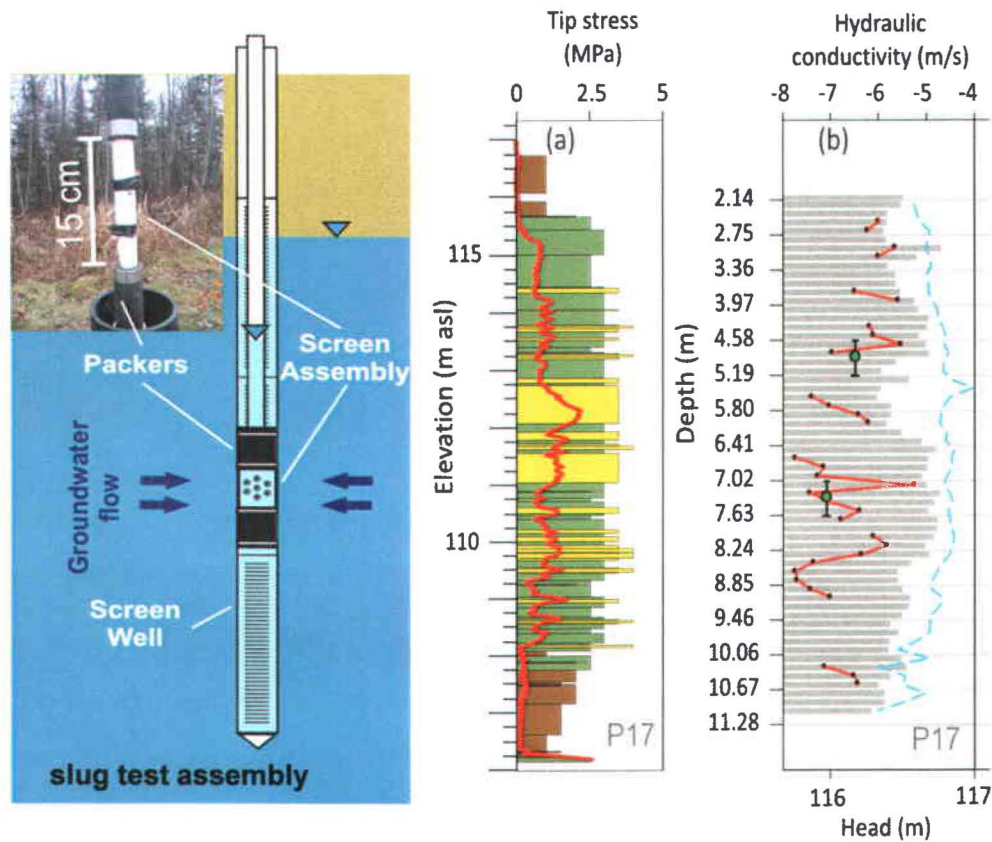 15 cm
Packers
Screen
Assembly
Groundwater
flow
Screen
Well
slug test assembly
Tip stress
(MPa)
0 2.5 5
(a)
Elevation (m asl)
115
110
P17
Hydraulic
conductivity (m/s)
-8 -7 -6 -5 -4
(b)
Depth (m)
2.14
2.75
3.36
3.97
4.58
5.19
5.80
6.41
7.02
7.63
8.24
8.85
9.46
10.06
10.67
11.28
P17
116 117
Head (m)